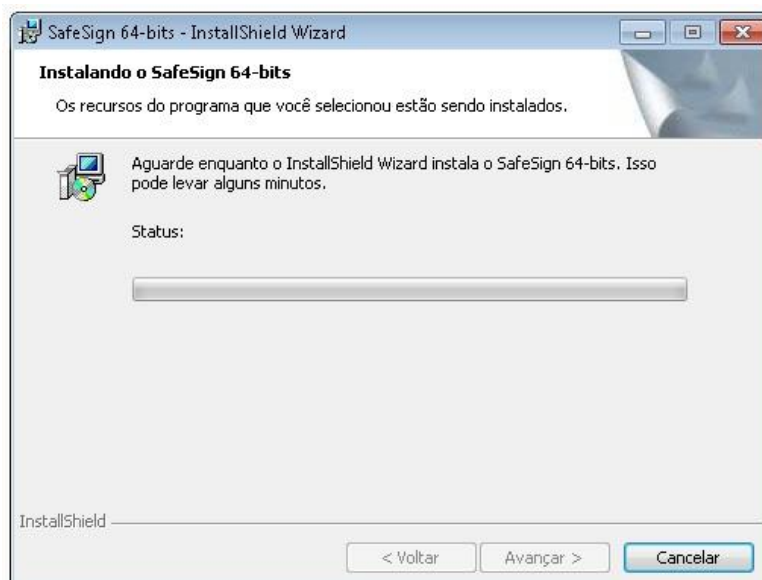 SafeSign 64-bits - InstallShield Wizard
Instalando o SafeSign 64-bits
Os recursos do programa que você selecionou estão sendo instalados.
Aguarde enquanto o InstallShield Wizard instala o SafeSign 64-bits. Isso
pode levar alguns minutos.
Status:
InstallShield
< Voltar
Avançar >
Cancelar